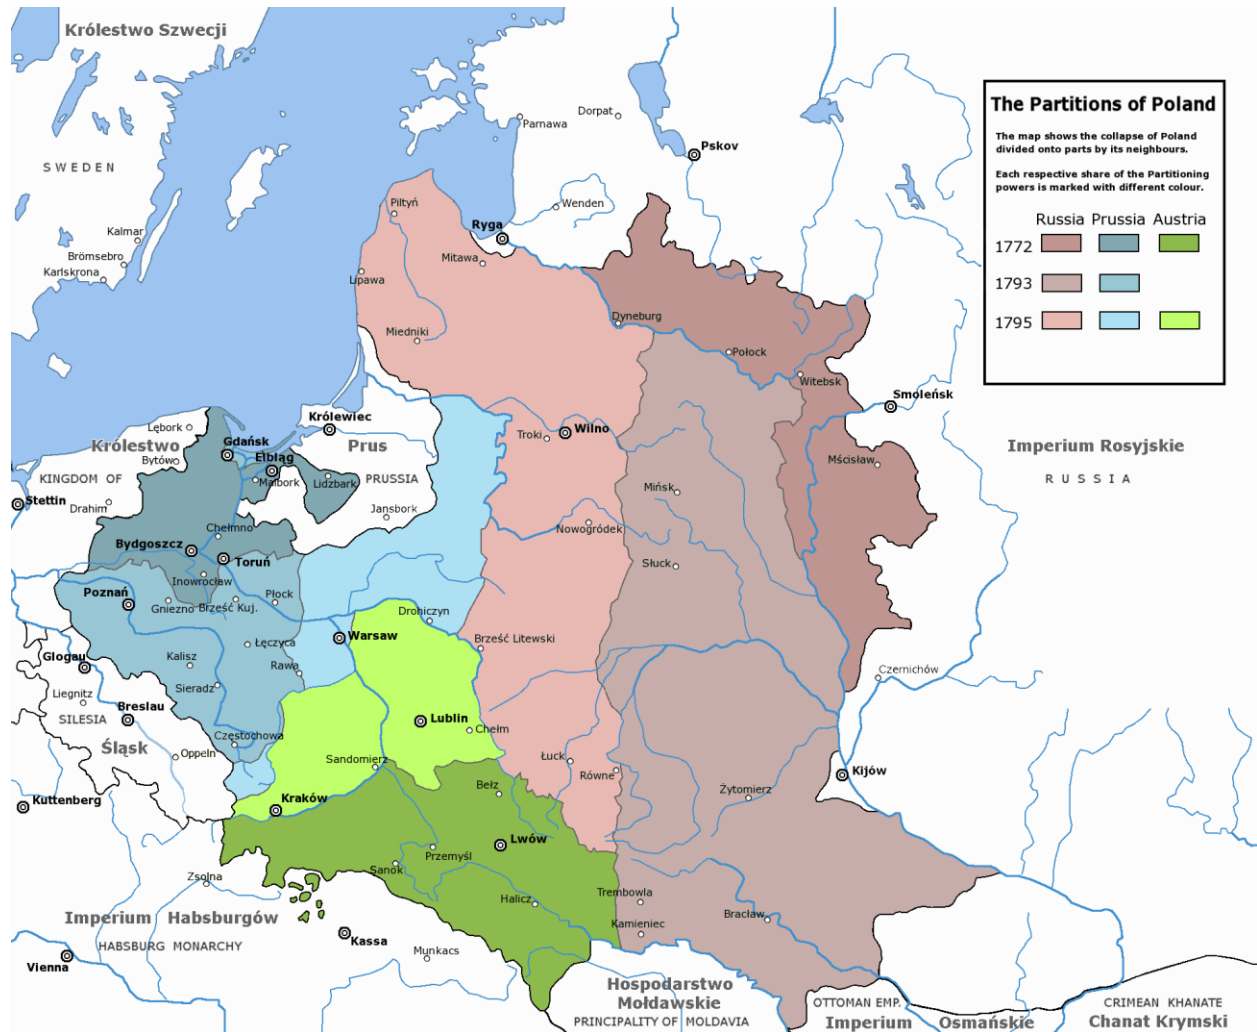 Królestwo Szwecji
SWEDEN
Kalmar
Brömsebro
Karlskrona
Parnawa
Dorpat
Pskov
Wenden
Piltyń
Ryga
Mitawa
Lipawa
Miedniki
Dyneburg
Połock
Witebsk
Smoleńsk
The Partitions of Poland
The map shows the collapse of Poland
divided onto parts by its neighbours.
Each respective share of the Partitioning
powers is marked with different colour.
Russia Prussia Austria
1772
1793
1795
Imperium Rosyjskie
RUSSIA
Lębork
Królestwo
Bytów
KINGDOM OF
Drahim
Stettin
Gdańsk
Elbląg
Malbork
Królewiec
Prus
PRUSSIA
Lidzbark
Jansbork
Troki
Wilno
Mścisław
Mińsk
Nowogródek
Słuck
Chełmno
Bydgoszcz
Toruń
Inowrocław
Poznań
Gniezno
Brześć Kuj.
Płock
Drohiczyn
Warsaw
Brześć Litewski
Łęczyca
Kalisz
Rawa
Sieradz
Glogau
Liegnitz
SILESIA
Breslau
Śląsk
Oppeln
Częstochowa
Lublin
Chełm
Czernichów
Sandomierz
Łuck
Równe
Kijów
Żytomierz
Kuttenberg
Kraków
Bełz
Lwów
Przemyśl
Sanok
Zsolna
Halicz
Trembowla
Kamieniec
Bracław
Imperium Habsburgów
HABSBURG MONARCHY
Vienna
Kassa
Munkacs
Hospodarstwo
Mołdawskie
PRINCIPALITY OF MOLDAVIA
OTTOMAN EMP.
Imperium Osmańskie
CRIMEAN KHANATE
Chanat Krymski